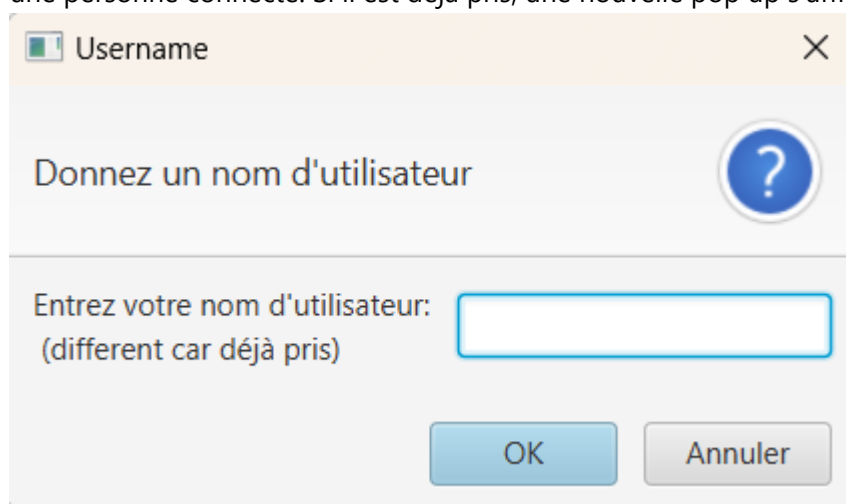 une personne connecté. Si il est déjà pris, une nouvelle pop up s'affi
Username
Donnez un nom d'utilisateur
?
Entrez votre nom d'utilisateur:
(different car déjà pris)
OK
Annuler